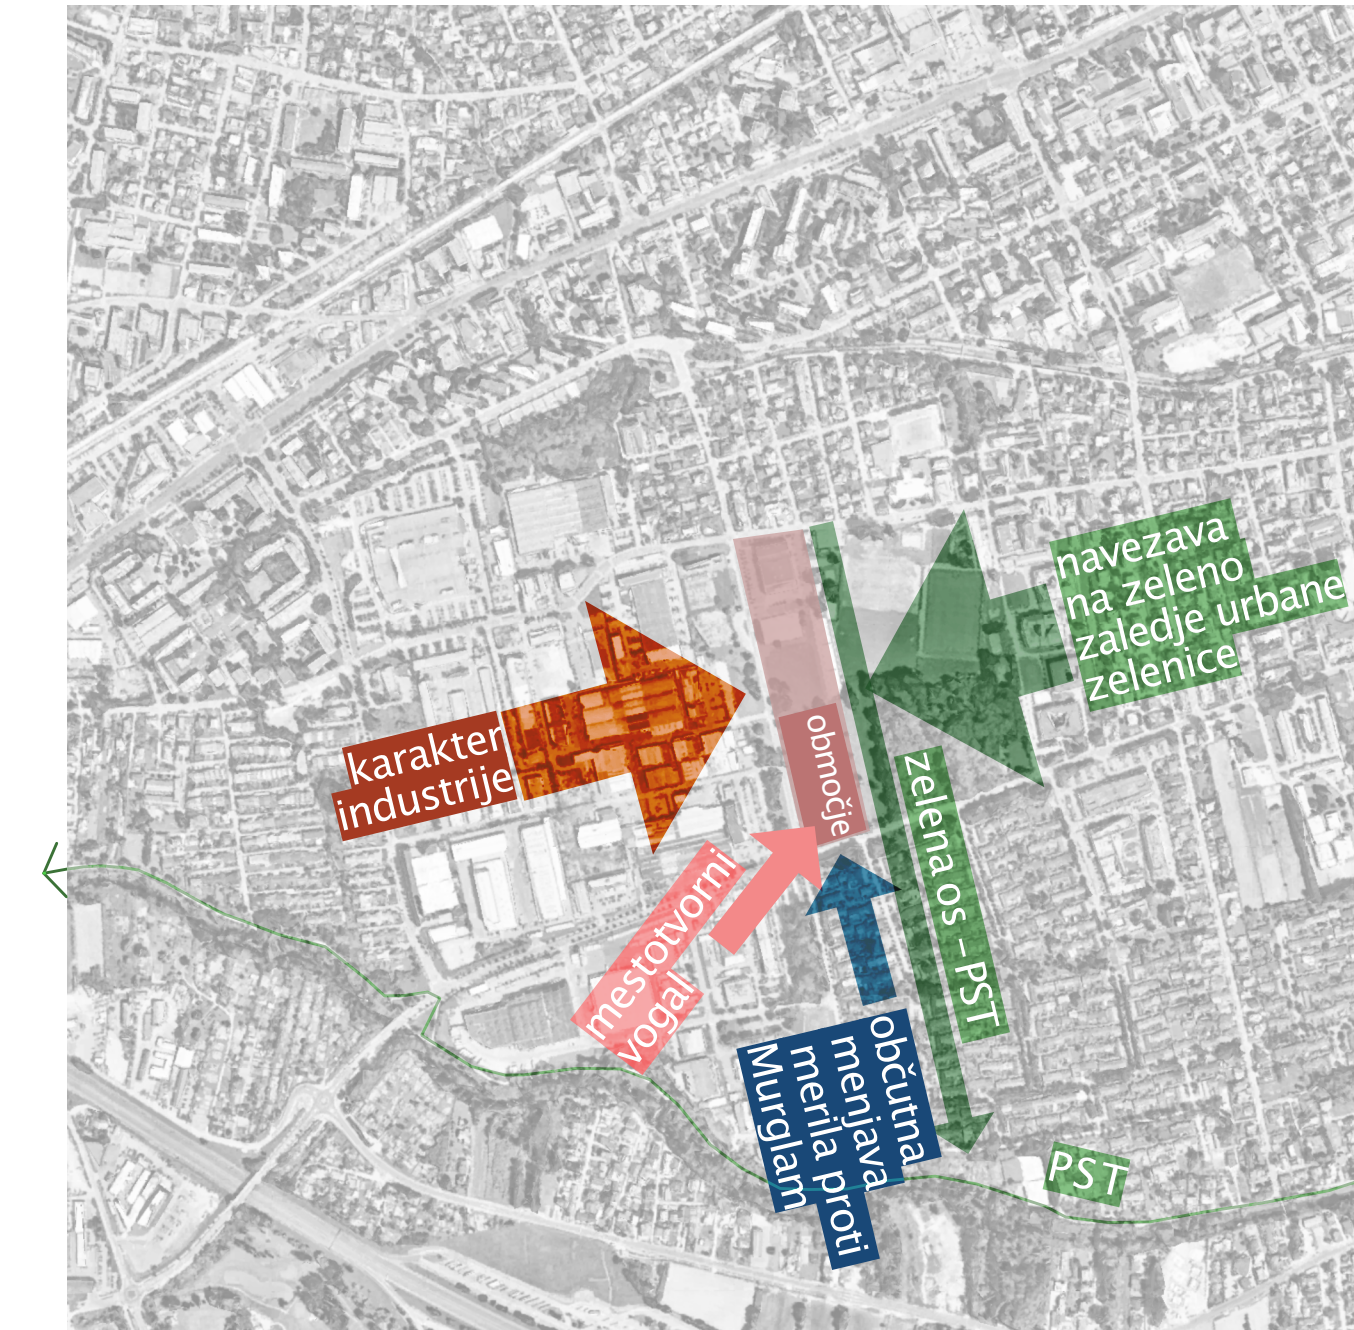 navezava
na zeleno
zaledje urbane
zelenice
karakter
industrije
območje
zelena os – PST
mestotvorni
vogal
občutna
menjava
merila proti
Murglam
PST